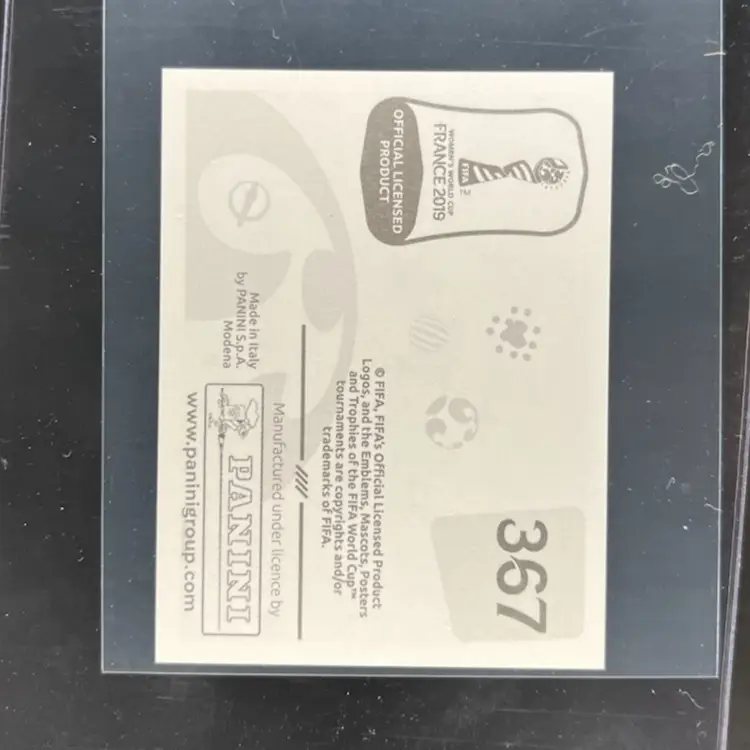 OFFICIAL LICENSED
PRODUCT
FIFA
TM
WOMEN'S WORLD CUP
FRANCE 2019
367
© FIFA, FIFA's Official Licensed Product
Logos, and the Emblems, Mascots, Posters
and Trophies of the FIFA World Cup™
tournaments are copyrights and/or
trademarks of FIFA.
Manufactured under licence by
Made in Italy
by PANINI S.p.A.
Modena
PANINI
www.paninigroup.com